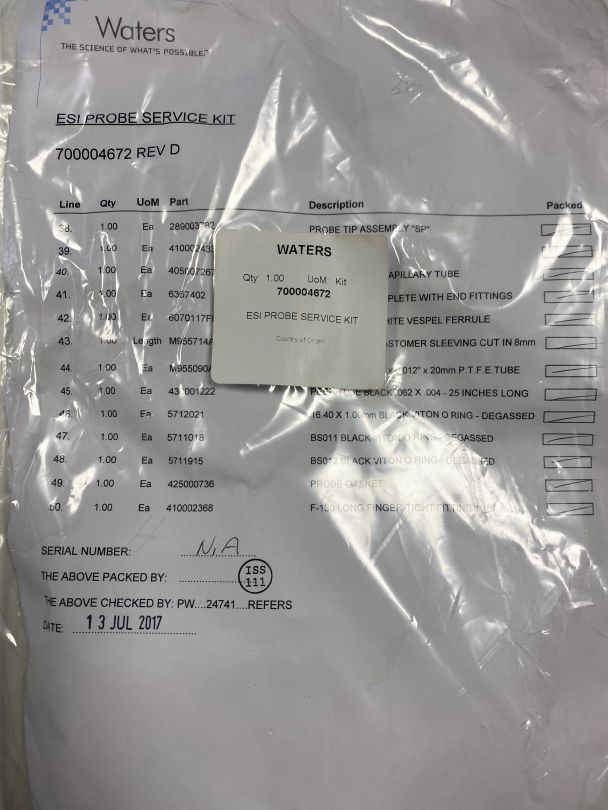 Waters
THE SCIENCE OF WHAT'S POSSIBLE.™
ESI PROBE SERVICE KIT
700004672 REV D
Line Qty UoM Part Description Packed
38. 1.00 Ea 289003782 PROBE TIP ASSEMBLY "SP"
39. 1.00 Ea
40. 1.00 Ea APILLARY TUBE
41. 1.00 Ea 6367402 PLETE WITH END FITTINGS
42. 1.00 Ea ITE VESPEL FERRULE
43. 1.00 Length M955714A ASTOMER SLEEVING CUT IN 8mm
44. 1.00 Ea .012" x 20mm P.T.F.E.TUBE
45. 1.00 Ea BLACK .062 X .004 - 25 INCHES LONG
46. 1.00 Ea 5712021 16.40 X 1.00mm BLACK VITON O RING - DEGASSED
47. 1.00 Ea 5711018 BS011 BLACK VITON O RING - DEGASSED
48. 1.00 Ea 5711915 BS012 BLACK VITON O RING - DEGASSED
49. 1.00 Ea 425000736 PROBE GASKET
50. 1.00 Ea 410002368 F-130 LONG FINGER TIGHT FITTING
WATERS
Qty: 1.00 UoM: Kit
700004672
ESI PROBE SERVICE KIT
Country of Origin
SERIAL NUMBER: N,A
THE ABOVE PACKED BY: ISS 111
THE ABOVE CHECKED BY: PW....24741....REFERS
DATE: 13 JUL 2017